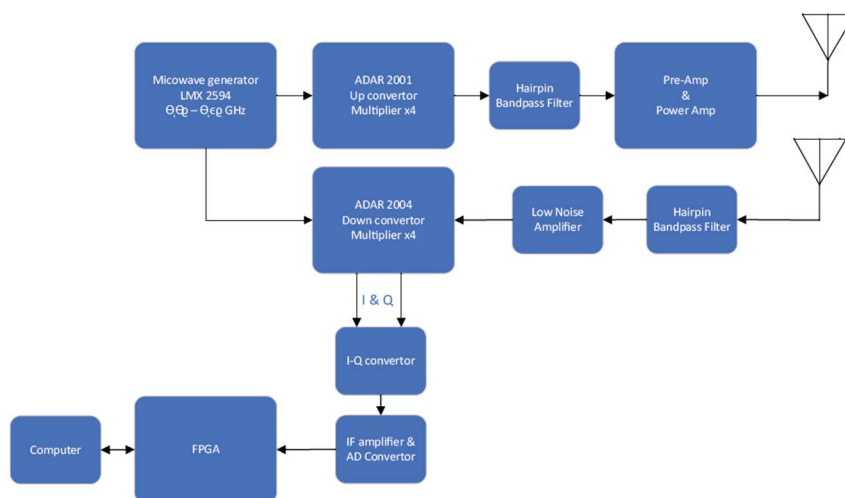 Micowave generator
LMX 2594
GHz
ADAR 2001
Up convertor
Multiplier x4
Hairpin
Bandpass Filter
Pre-Amp
&
Power Amp
ADAR 2004
Down convertor
Multiplier x4
Low Noise
Amplifier
Hairpin
Bandpass Filter
I & Q
I-Q convertor
Computer
FPGA
IF amplifier &
AD Convertor